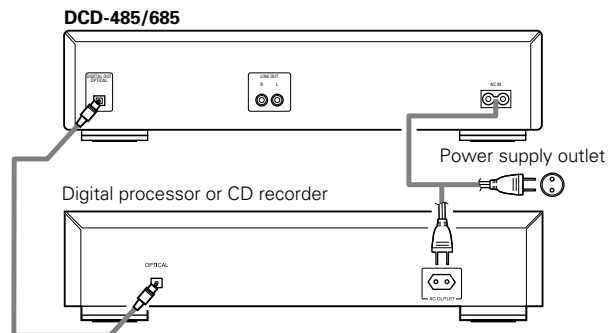 DCD-485/685
DIGITAL OUT
OPTICAL
LINE OUT
R L
AC IN
Power supply outlet
Digital processor or CD recorder
OPTICAL
AC OUTLET